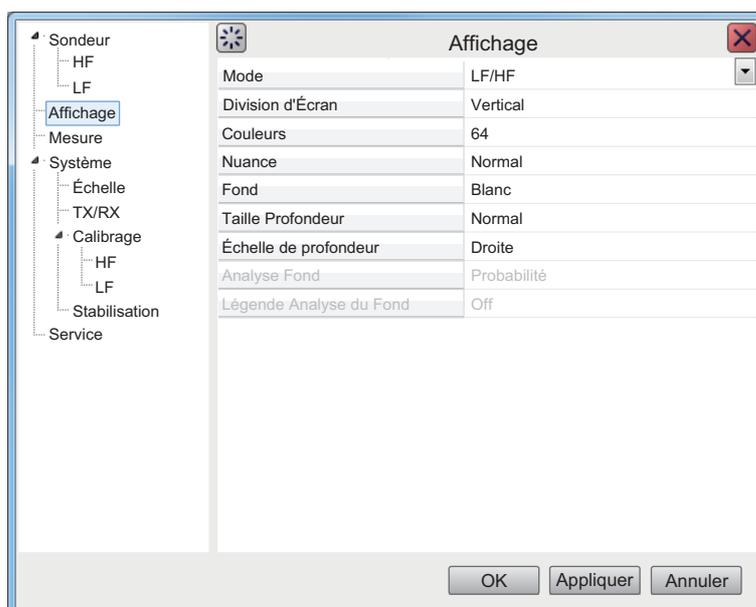 Sondeur
HF
LF
Affichage
Mesure
Système
Échelle
TX/RX
Calibrage
HF
LF
Stabilisation
Service
Affichage
Mode LF/HF
Division d'Écran Vertical
Couleurs 64
Nuance Normal
Fond Blanc
Taille Profondeur Normal
Échelle de profondeur Droite
Analyse Fond Probabilité
Légende Analyse du Fond Off
OK Appliquer Annuler